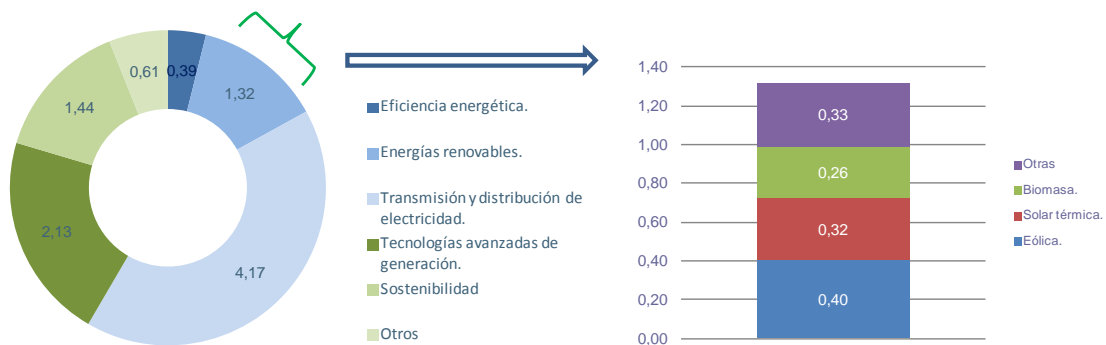 0,61
0,39
1,32
1,44
2,13
4,17
Eficiencia energética.
Energías renovables.
Transmisión y distribución de
electricidad.
Tecnologías avanzadas de
generación.
Sostenibilidad
Otros
1,40
1,20
1,00
0,80
0,60
0,40
0,20
0,00
0,33
0,26
0,32
0,40
Otras
Biomasa.
Solar térmica.
Eólica.